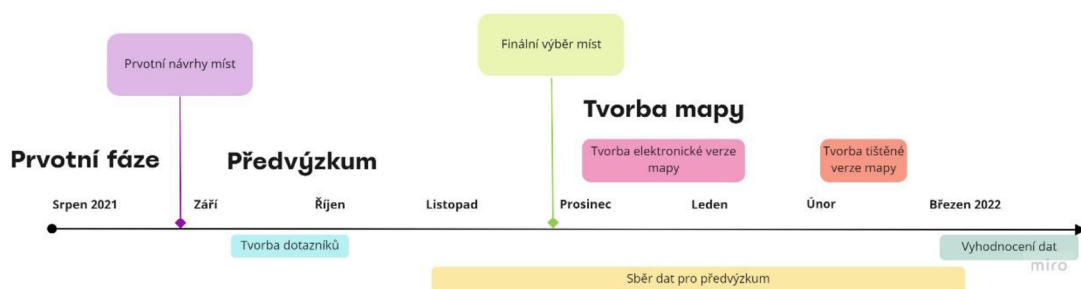 Finální výběr míst
Prvotní návrhy míst
Tvorba mapy
Prvotní fáze
Předvýzkum
Tvorba elektronické verze
mapy
Tvorba tištěné
verze mapy
Srpen 2021 Září Říjen Listopad Prosinec Leden Únor Březen 2022
Tvorba dotazníků
Vyhodnocení dat
Sběr dat pro předvýzkum
miro